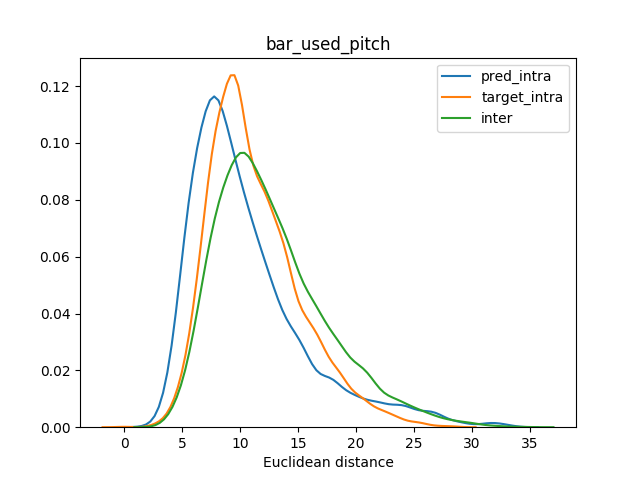 bar_used_pitch
pred_intra
target_intra
inter
0.12
0.10
0.08
0.06
0.04
0.02
0.00
0 5 10 15 20 25 30 35
Euclidean distance